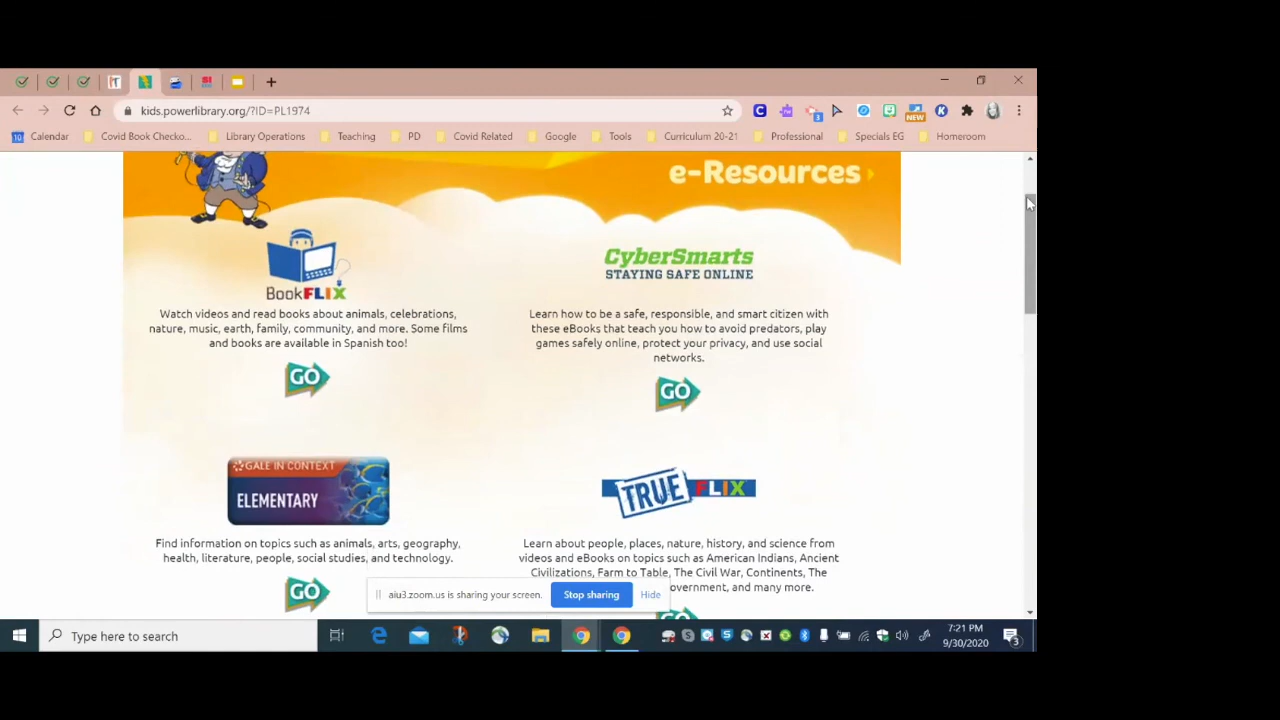 kids.powerlibrary.org/?ID=PL1974
3
NEW
10 Calendar Covid Book Checko... Library Operations Teaching PD Covid Related Google Tools Curriculum 20-21 Professional Specials EG Homeroom
e-Resources
BookFLIX
CyberSmarts
STAYING SAFE ONLINE
Watch videos and read books about animals, celebrations,
nature, music, earth, family, community, and more. Some films
and books are available in Spanish too!
GO
Learn how to be a safe, responsible, and smart citizen with
these eBooks that teach you how to avoid predators, play
games safely online, protect your privacy, and use social
networks.
GO
GALE IN CONTEXT
ELEMENTARY
TRUE FLIX
Find information on topics such as animals, arts, geography,
health, literature, people, social studies, and technology.
GO
Learn about people, places, nature, history, and science from
videos and eBooks on topics such as American Indians, Ancient
Civilizations, Farm to Table, The Civil War, Continents, The
and many more.
aiu3.zoom.us is sharing your screen. Stop sharing Hide
Type here to search
7:21 PM
9/30/2020
3